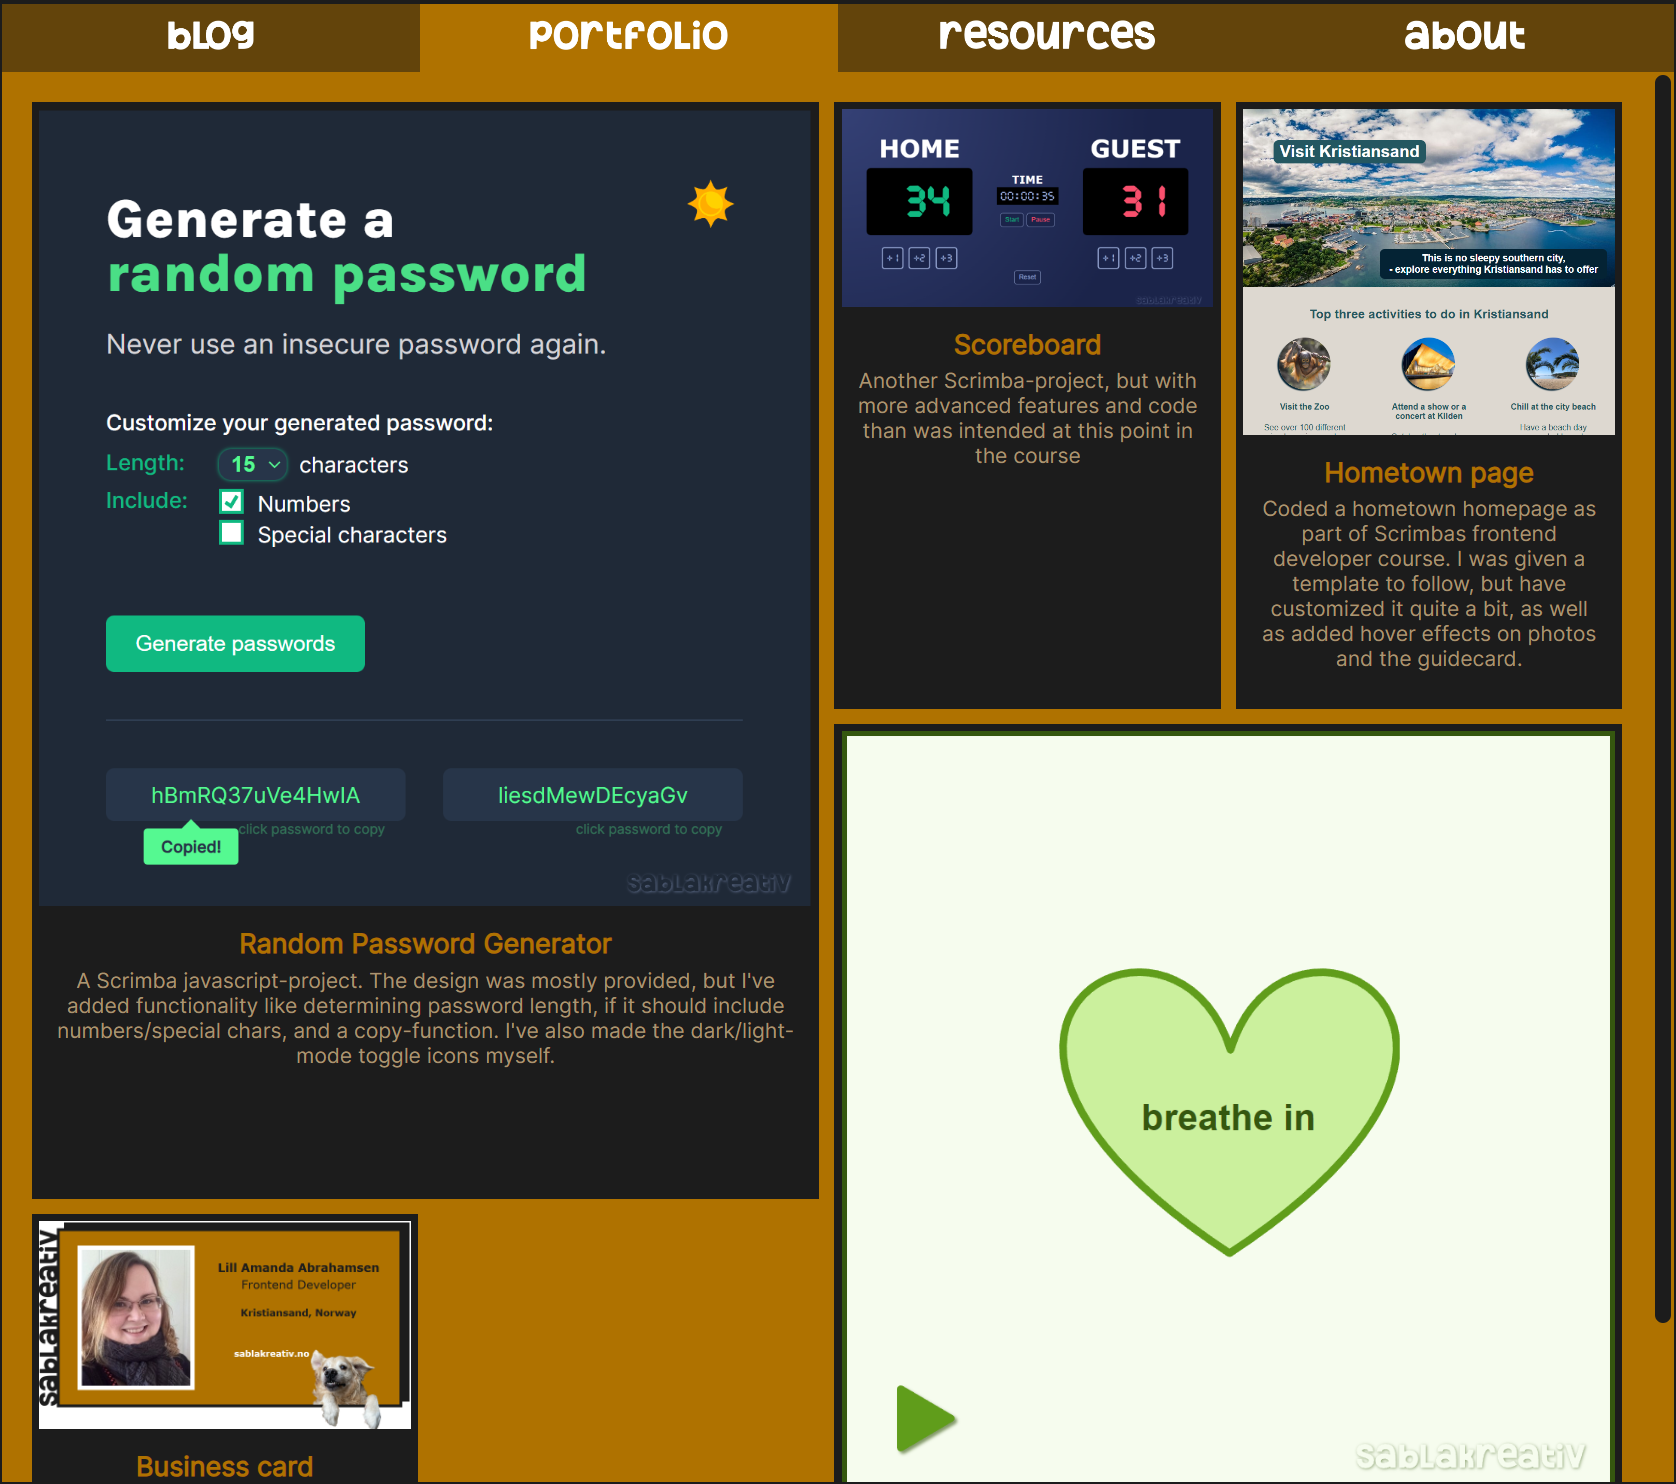 blog
portfolio
resources
about
Generate a
random password
Never use an insecure password again.
Customize your generated password:
Length: 15 characters
Include: Numbers
Special characters
Generate passwords
hBmRQ37uVe4HwIA
liesdMewDEcyaGv
click password to copy
click password to copy
Copied!
sablakreativ
Random Password Generator
A Scrimba javascript-project. The design was mostly provided, but I've
added functionality like determining password length, if it should include
numbers/special chars, and a copy-function. I've also made the dark/light-
mode toggle icons myself.
HOME
GUEST
TIME
34
00:00:35
31
Start
Pause
+1 +2 +3
+1 +2 +3
Reset
sablakreativ
Scoreboard
Another Scrimba-project, but with
more advanced features and code
than was intended at this point in
the course
Visit Kristiansand
This is no sleepy southern city,
- explore everything Kristiansand has to offer
Top three activities to do in Kristiansand
Visit the Zoo
Attend a show or a
concert at Kilden
Chill at the city beach
See over 100 different
Have a beach day
Hometown page
Coded a hometown homepage as
part of Scrimbas frontend
developer course. I was given a
template to follow, but have
customized it quite a bit, as well
as added hover effects on photos
and the guidecard.
breathe in
sablakreativ
sablakreativ
Lill Amanda Abrahamsen
Frontend Developer
Kristiansand, Norway
sablakreativ.no
Business card